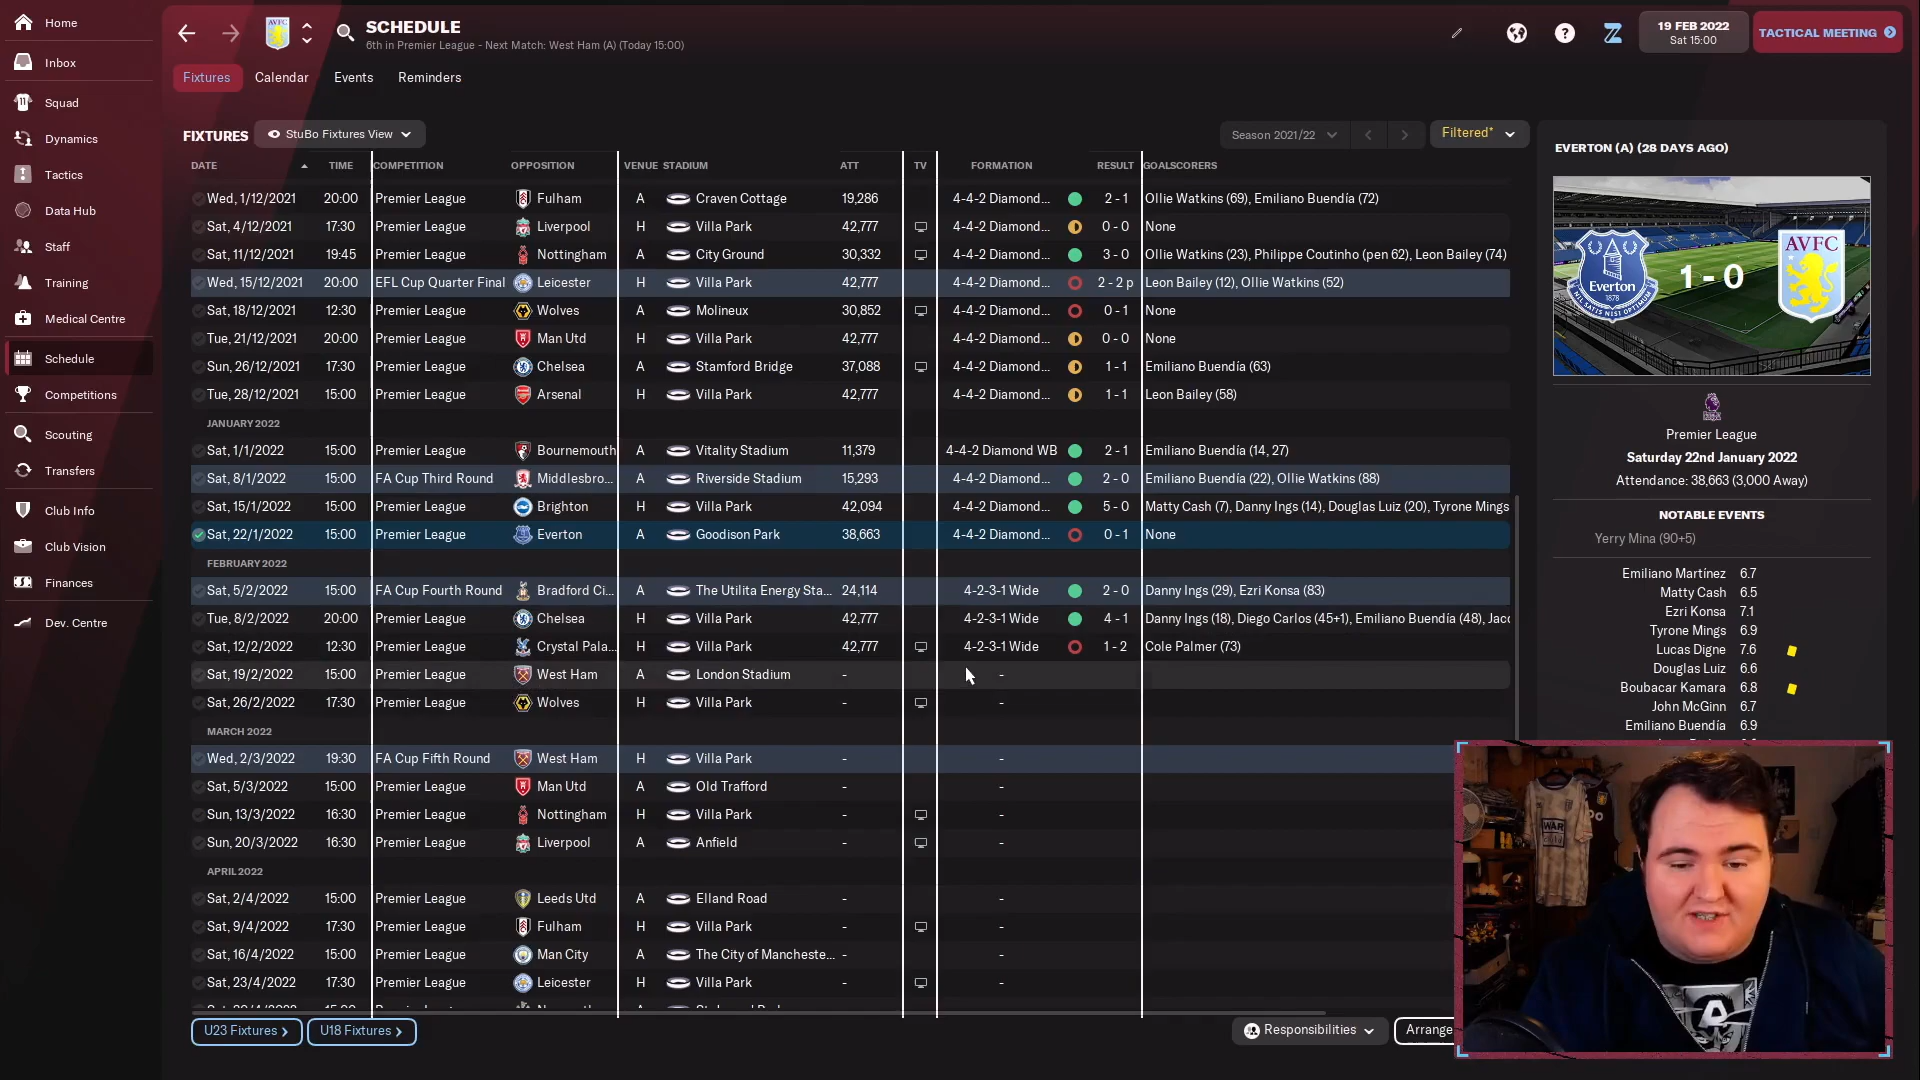 Home
Inbox
Squad
Dynamics
Tactics
Data Hub
Staff
Training
Medical Centre
Schedule
Competitions
Scouting
Transfers
Club Info
Club Vision
Finances
Dev. Centre
SCHEDULE
6th in Premier League - Next Match: West Ham (A) (Today 15:00)
19 FEB 2022
Sat 15:00
TACTICAL MEETING
Fixtures Calendar Events Reminders
FIXTURES StuBo Fixtures View Season 2021/22 Filtered*
DATE TIME COMPETITION OPPOSITION VENUE STADIUM ATT TV FORMATION RESULT GOALSCORERS
Wed, 1/12/2021 20:00 Premier League Fulham A Craven Cottage 19,286 4-4-2 Diamond... 2 - 1 Ollie Watkins (69), Emiliano Buendía (72)
Sat, 4/12/2021 17:30 Premier League Liverpool H Villa Park 42,777 4-4-2 Diamond... 0 - 0 None
Sat, 11/12/2021 19:45 Premier League Nottingham A City Ground 30,332 4-4-2 Diamond... 3 - 0 Ollie Watkins (23), Philippe Coutinho (pen 62), Leon Bailey (74)
Wed, 15/12/2021 20:00 EFL Cup Quarter Final Leicester H Villa Park 42,777 4-4-2 Diamond... 2 - 2 p Leon Bailey (12), Ollie Watkins (52)
Sat, 18/12/2021 12:30 Premier League Wolves A Molineux 30,852 4-4-2 Diamond... 0 - 1 None
Tue, 21/12/2021 20:00 Premier League Man Utd H Villa Park 42,777 4-4-2 Diamond... 0 - 0 None
Sun, 26/12/2021 17:30 Premier League Chelsea A Stamford Bridge 37,088 4-4-2 Diamond... 1 - 1 Emiliano Buendía (63)
Tue, 28/12/2021 15:00 Premier League Arsenal H Villa Park 42,777 4-4-2 Diamond... 1 - 1 Leon Bailey (58)
JANUARY 2022
Sat, 1/1/2022 15:00 Premier League Bournemouth A Vitality Stadium 11,379 4-4-2 Diamond WB 2 - 1 Emiliano Buendía (14, 27)
Sat, 8/1/2022 15:00 FA Cup Third Round Middlesbro... A Riverside Stadium 15,293 4-4-2 Diamond... 2 - 0 Emiliano Buendía (22), Ollie Watkins (88)
Sat, 15/1/2022 15:00 Premier League Brighton H Villa Park 42,094 4-4-2 Diamond... 5 - 0 Matty Cash (7), Danny Ings (14), Douglas Luiz (20), Tyrone Mings
Sat, 22/1/2022 15:00 Premier League Everton A Goodison Park 38,663 4-4-2 Diamond... 0 - 1 None
FEBRUARY 2022
Sat, 5/2/2022 15:00 FA Cup Fourth Round Bradford Ci... A The Utilita Energy Sta... 24,114 4-2-3-1 Wide 2 - 0 Danny Ings (29), Ezri Konsa (83)
Tue, 8/2/2022 20:00 Premier League Chelsea H Villa Park 42,777 4-2-3-1 Wide 4 - 1 Danny Ings (18), Diego Carlos (45+1), Emiliano Buendía (48), Jaco
Sat, 12/2/2022 12:30 Premier League Crystal Pala... H Villa Park 42,777 4-2-3-1 Wide 1 - 2 Cole Palmer (73)
Sat, 19/2/2022 15:00 Premier League West Ham A London Stadium - -
Sat, 26/2/2022 17:30 Premier League Wolves H Villa Park - -
MARCH 2022
Wed, 2/3/2022 19:30 FA Cup Fifth Round West Ham H Villa Park - -
Sat, 5/3/2022 15:00 Premier League Man Utd A Old Trafford - -
Sun, 13/3/2022 16:30 Premier League Nottingham H Villa Park - -
Sun, 20/3/2022 16:30 Premier League Liverpool A Anfield - -
APRIL 2022
Sat, 2/4/2022 15:00 Premier League Leeds Utd A Elland Road - -
Sat, 9/4/2022 17:30 Premier League Fulham H Villa Park - -
Sat, 16/4/2022 15:00 Premier League Man City A The City of Mancheste... - -
Sat, 23/4/2022 17:30 Premier League Leicester H Villa Park - -
U23 Fixtures U18 Fixtures Responsibilities Arrange
EVERTON (A) (28 DAYS AGO)
Everton
1878
NIL SATIS NISI OPTIMUM
1 - 0
AVFC
Premier League
Saturday 22nd January 2022
Attendance: 38,663 (3,000 Away)
NOTABLE EVENTS
Yerry Mina (90+5)
Emiliano Martínez 6.7
Matty Cash 6.5
Ezri Konsa 7.1
Tyrone Mings 6.9
Lucas Digne 7.6
Douglas Luiz 6.6
Boubacar Kamara 6.8
John McGinn 6.7
Emiliano Buendía 6.9
WAR